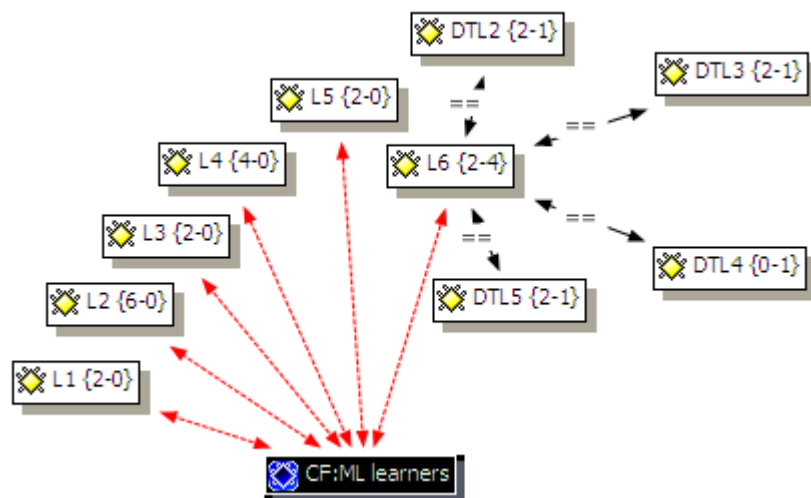 DTL2 {2-1}
DTL3 {2-1}
L5 {2-0}
==
==
L4 {4-0}
L6 {2-4}
L3 {2-0}
==
==
DTL4 {0-1}
L2 {6-0}
DTL5 {2-1}
L1 {2-0}
CF:ML learners